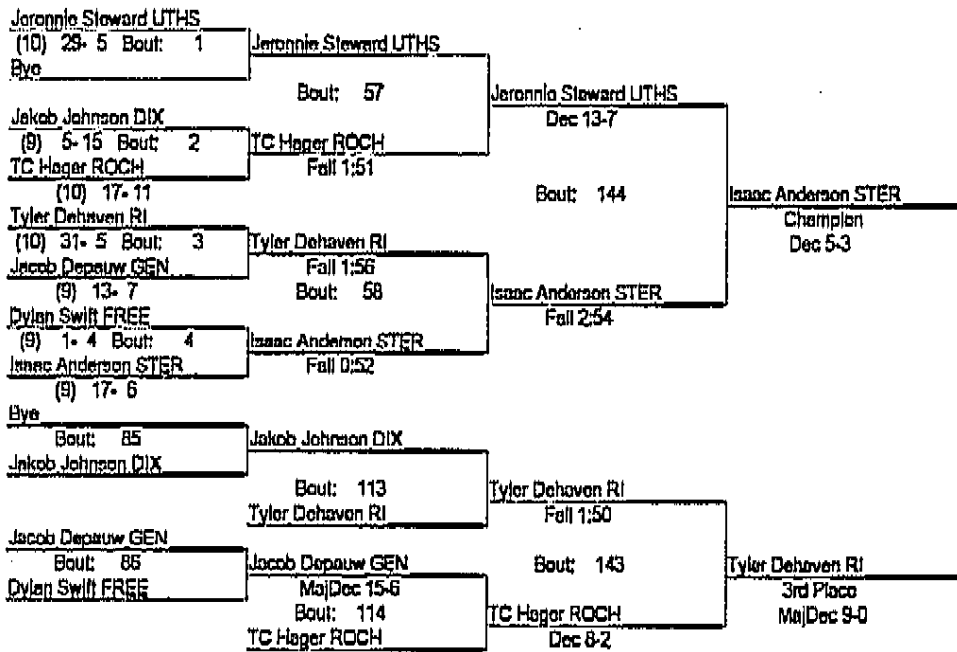 Jeronnie Steward UTHS
(10) 29- 5 Bout: 1
Bye
Jeronnie Steward UTHS
Bout: 57
Jeronnie Steward UTHS
Dec 13-7
Jakob Johnson DIX
(9) 5- 15 Bout: 2
TC Hager ROCH
(10) 17- 11
TC Hager ROCH
Fall 1:51
Bout: 144
Isaac Anderson STER
Champion
Dec 5-3
Tyler Dehaven RI
(10) 31- 5 Bout: 3
Jacob Depauw GEN
(9) 13- 7
Tyler Dehaven RI
Fall 1:56
Bout: 58
Isaac Anderson STER
Fall 2:54
Dylan Swift FREE
(9) 1- 4 Bout: 4
Isaac Anderson STER
(9) 17- 6
Isaac Anderson STER
Fall 0:52
Bye
Bout: 85
Jakob Johnson DIX
Jakob Johnson DIX
Bout: 113
Tyler Dehaven RI
Tyler Dehaven RI
Fall 1:50
Jacob Depauw GEN
Bout: 86
Dylan Swift FREE
Jacob Depauw GEN
MajDec 15-6
Bout: 114
TC Hager ROCH
Bout: 143
TC Hager ROCH
Dec 8-2
Tyler Dehaven RI
3rd Place
MajDec 9-0